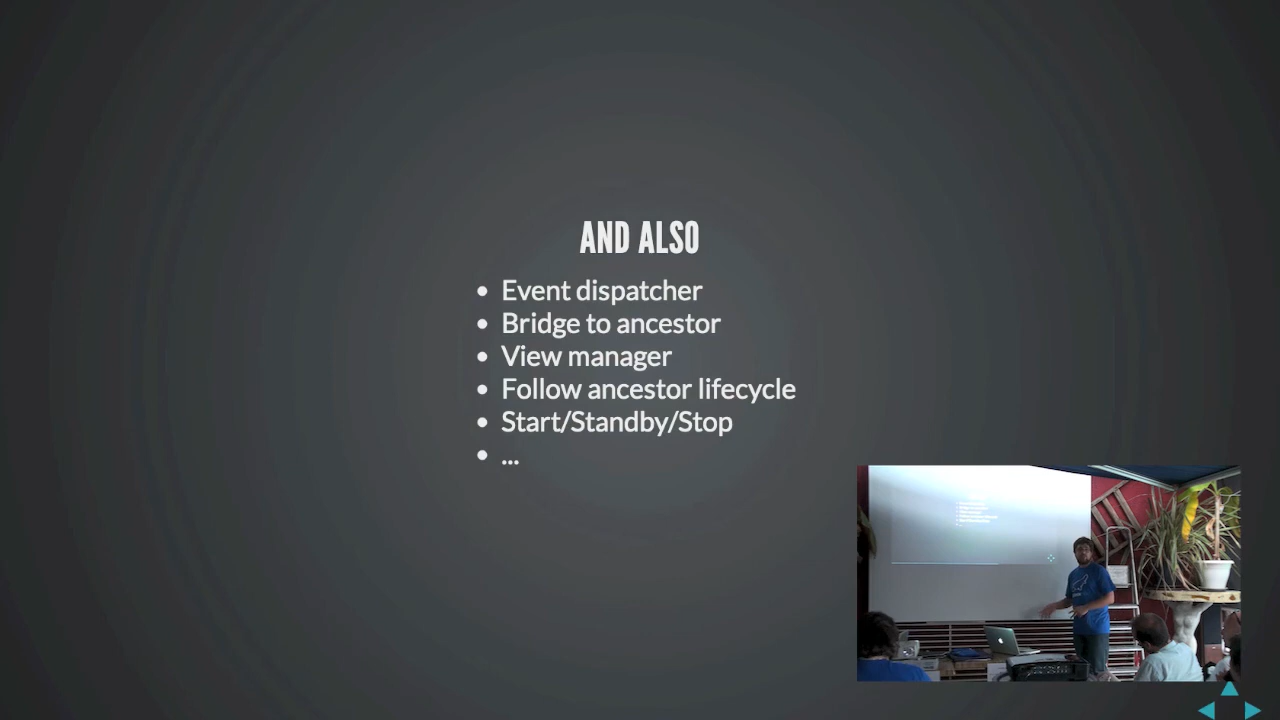 AND ALSO
• Event dispatcher
• Bridge to ancestor
• View manager
• Follow ancestor lifecycle
• Start/Standby/Stop
• ...